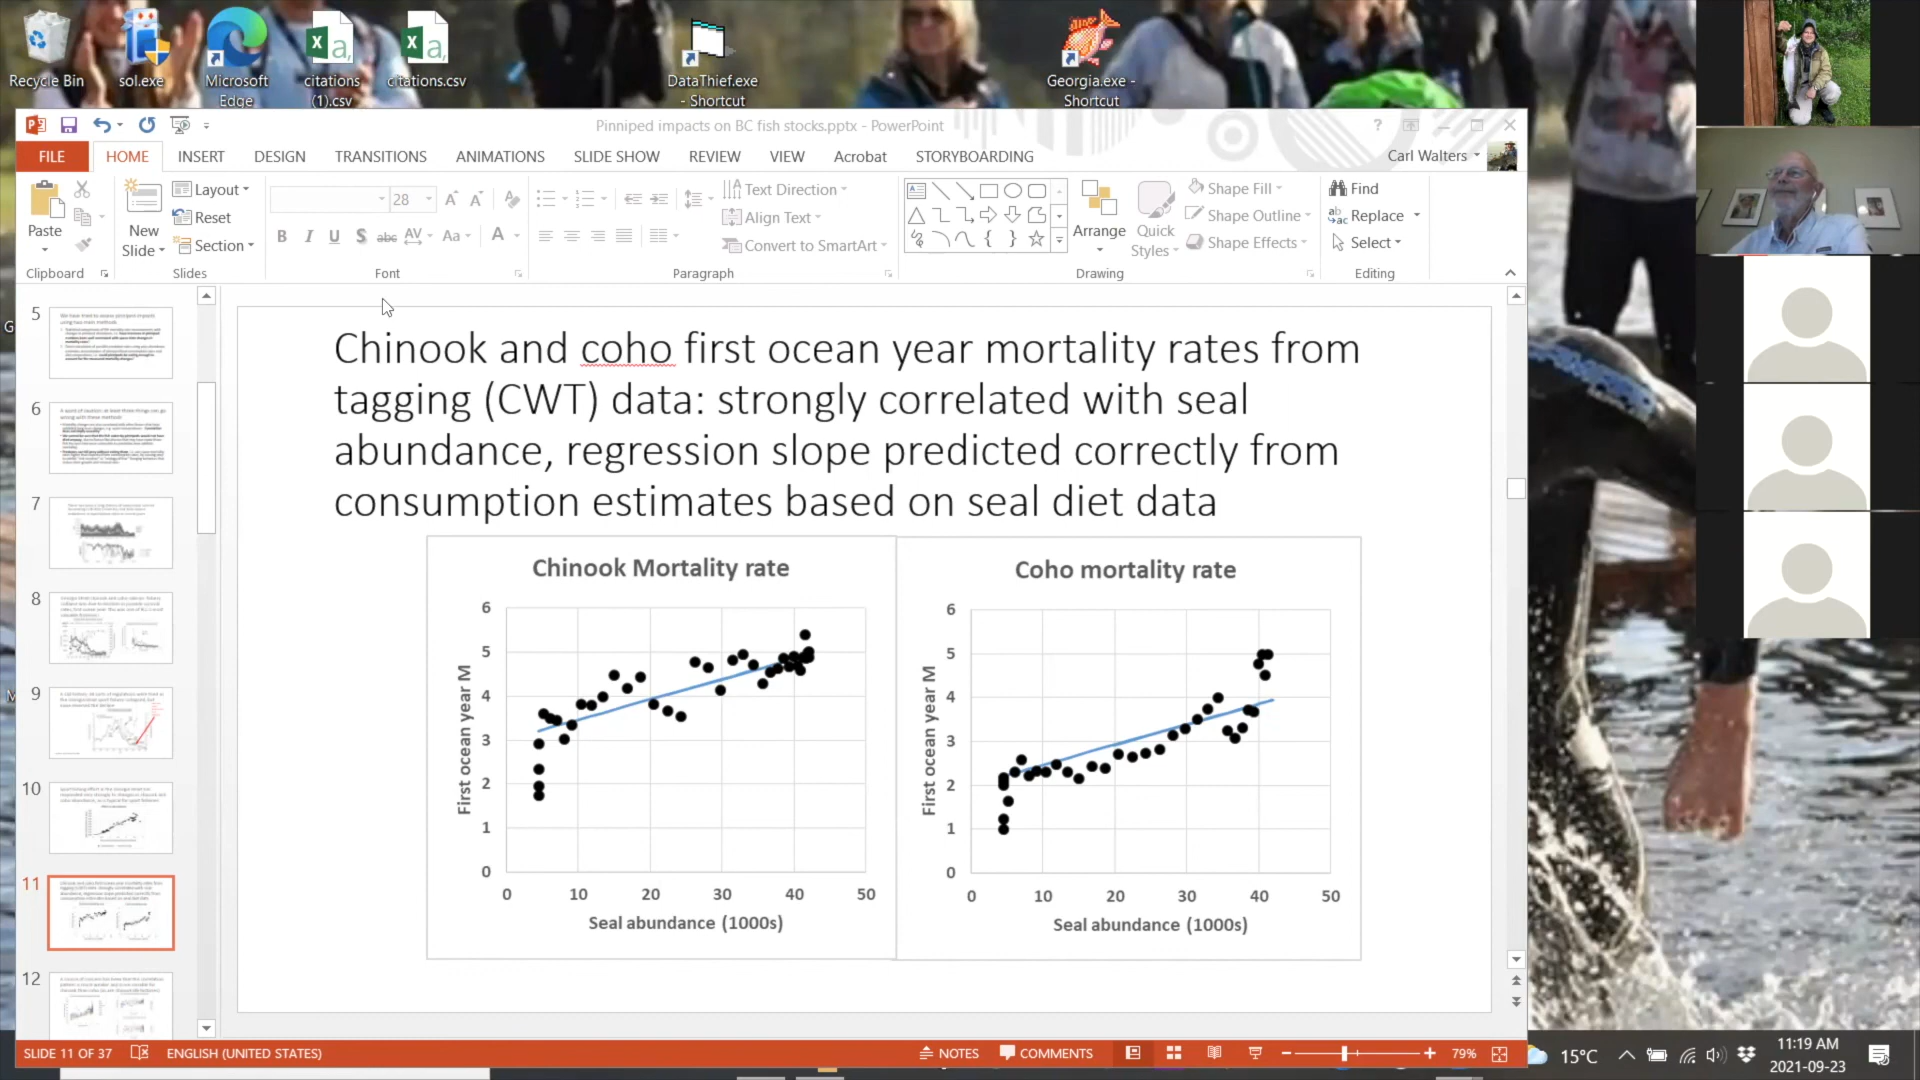 Recycle Bin
sol.exe
Microsoft
Edge
citations
(1).csv
citations.csv
DataThief.exe
- Shortcut
Georgia.exe -
Shortcut
Pinniped impacts on BC fish stocks.pptx - PowerPoint
FILE
HOME
INSERT
DESIGN
TRANSITIONS
ANIMATIONS
SLIDE SHOW
REVIEW
VIEW
Acrobat
STORYBOARDING
Carl Walters
Paste
Clipboard
New
Slide
Layout
Reset
Section
Slides
28
Font
Text Direction
Align Text
Convert to SmartArt
Paragraph
Arrange
Quick
Styles
Shape Fill
Shape Outline
Shape Effects
Drawing
Find
Replace
Select
Editing
5
6
7
8
9
10
11
12
Chinook and coho first ocean year mortality rates from
tagging (CWT) data: strongly correlated with seal
abundance, regression slope predicted correctly from
consumption estimates based on seal diet data
Chinook Mortality rate
First ocean year M
6
5
4
3
2
1
0
0 10 20 30 40 50
Seal abundance (1000s)
Coho mortality rate
First ocean year M
6
5
4
3
2
1
0
0 10 20 30 40 50
Seal abundance (1000s)
SLIDE 11 OF 37
ENGLISH (UNITED STATES)
NOTES
COMMENTS
79%
15°C
11:19 AM
2021-09-23